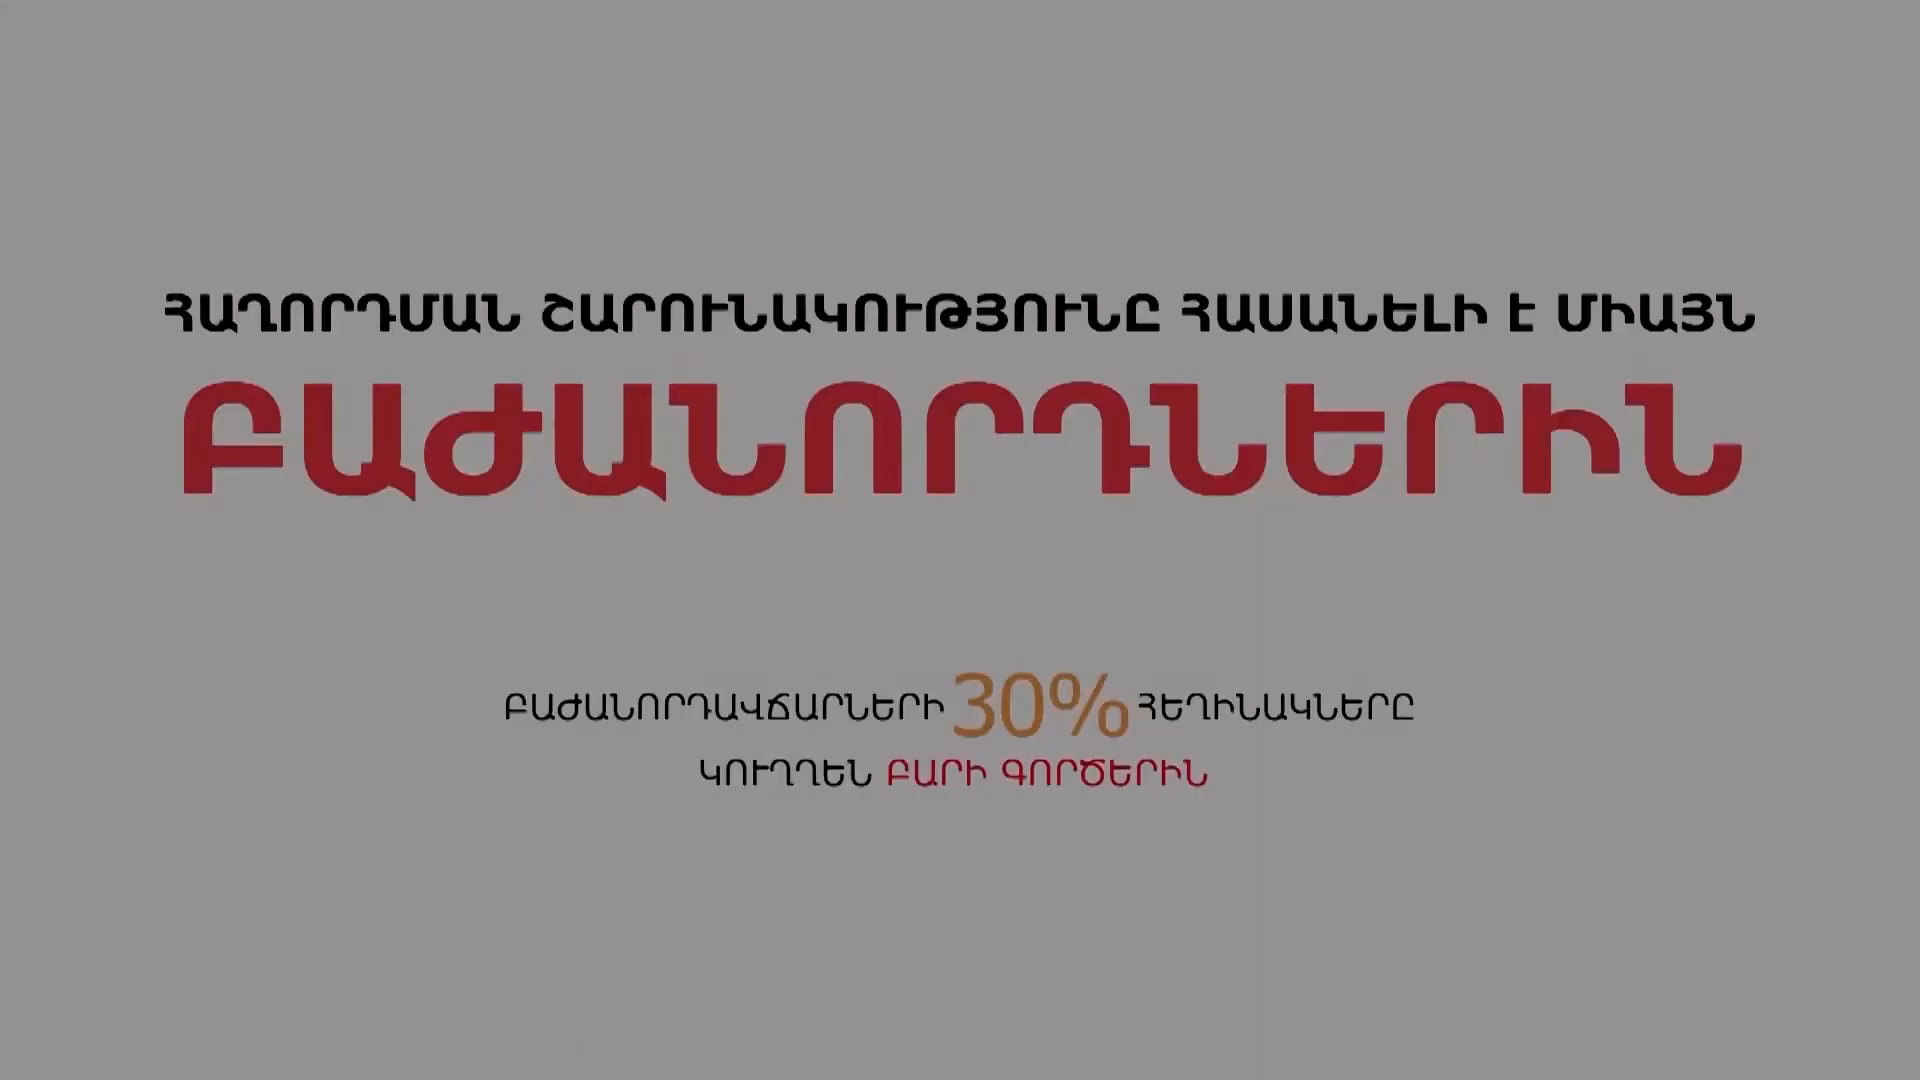 ՀԱՂՈՐԴՄԱՆ ՇԱՐՈՒՆԱԿՈՒԹՅՈՒՆԸ ՀԱՍԱՆԵԼԻ Է ՄԻԱՅՆ
ԲԱԺԱՆՈՐԴՆԵՐԻՆ
ԲԱԺԱՆՈՐԴԱՎՃԱՐՆԵՐԻ 30% ՀԵՂԻՆԱԿՆԵՐԸ
ԿՈՒՂՂԵՆ ԲԱՐԻ ԳՈՐԾԵՐԻՆ